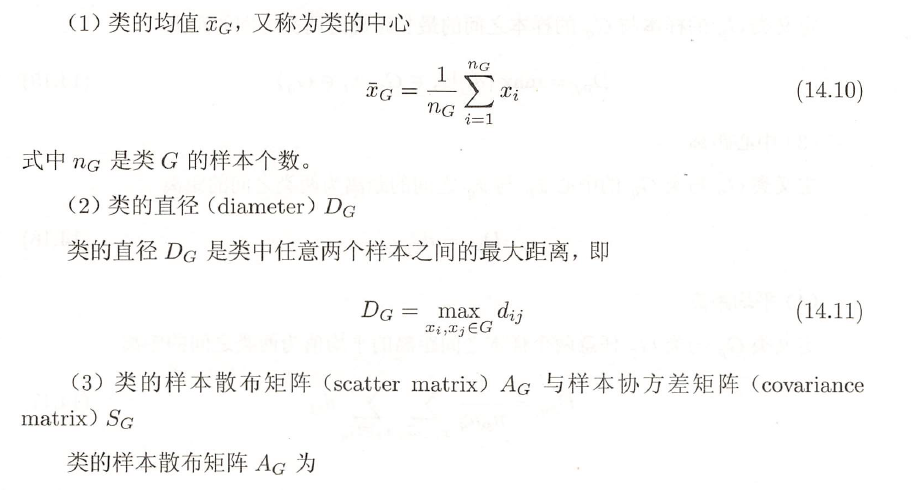 (1) 类的均值 x̄_G, 又称为类的中心
x̄_G = \frac{1}{n_G} \sum_{i=1}^{n_G} x_i (14.10)
式中 n_G 是类 G 的样本个数。
(2) 类的直径 (diameter) D_G
类的直径 D_G 是类中任意两个样本之间的最大距离, 即
D_G = \max_{x_i, x_j \in G} d_{ij} (14.11)
(3) 类的样本散布矩阵 (scatter matrix) A_G 与样本协方差矩阵 (covariance
matrix) S_G
类的样本散布矩阵 A_G 为